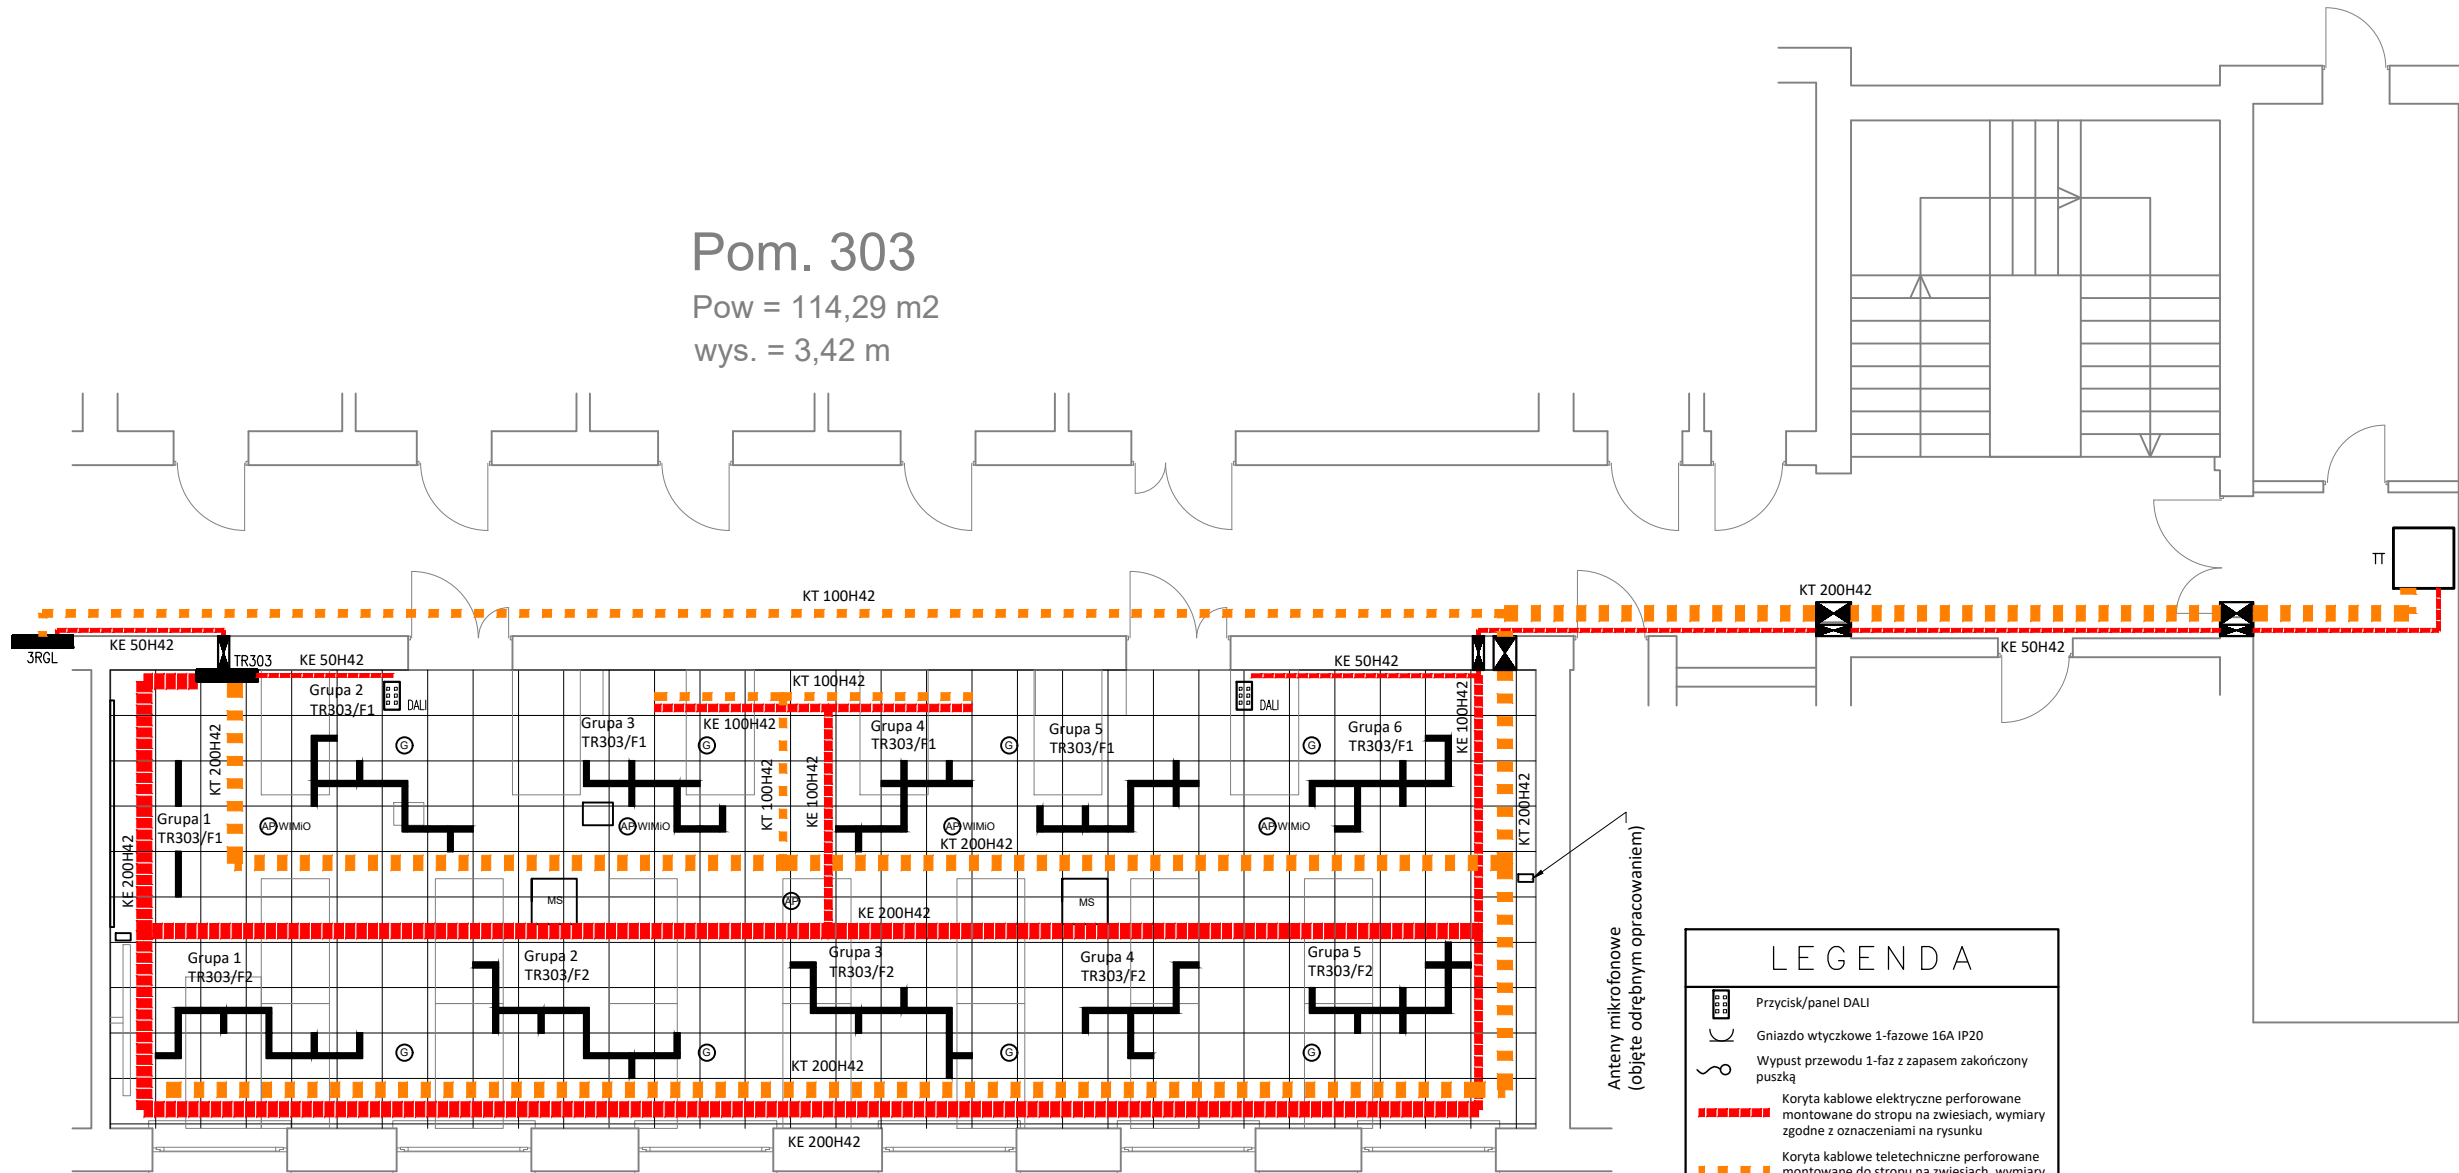 Pom. 303
Pow = 114,29 m2
wys. = 3,42 m
KT 100H42
KT 200H42
TT
KE 50H42
3RGL
TR303
KE 50H42
KE 50H42
KE 50H42
Grupa 2
TR303/F1
DALI
KT 100H42
KE 100H42
Grupa 3
TR303/F1
Grupa 4
TR303/F1
Grupa 5
TR303/F1
DALI
Grupa 6
TR303/F1
KE 100H42
KT 200H42
G
G
G
G
KT 100H42
KE 100H42
KT 200H42
Grupa 1
TR303/F1
AP WIMiO
AP WIMiO
AP WIMiO
AP WIMiO
KT 200H42
KE 200H42
MS
AP
MS
KE 200H42
Anteny mikrofonowe
(objęte odrębnym opracowaniem)
Grupa 1
TR303/F2
Grupa 2
TR303/F2
Grupa 3
TR303/F2
Grupa 4
TR303/F2
Grupa 5
TR303/F2
G
G
G
G
KT 200H42
KE 200H42
LEGENDA
Przycisk/panel DALI
Gniazdo wtyczkowe 1-fazowe 16A IP20
Wypust przewodu 1-faz z zapasem zakończony
puszką
Koryta kablowe elektryczne perforowane
montowane do stropu na zwiesiach, wymiary
zgodne z oznaczeniami na rysunku
Koryta kablowe teletechniczne perforowane
montowane do stropu na zwiesiach, wymiary